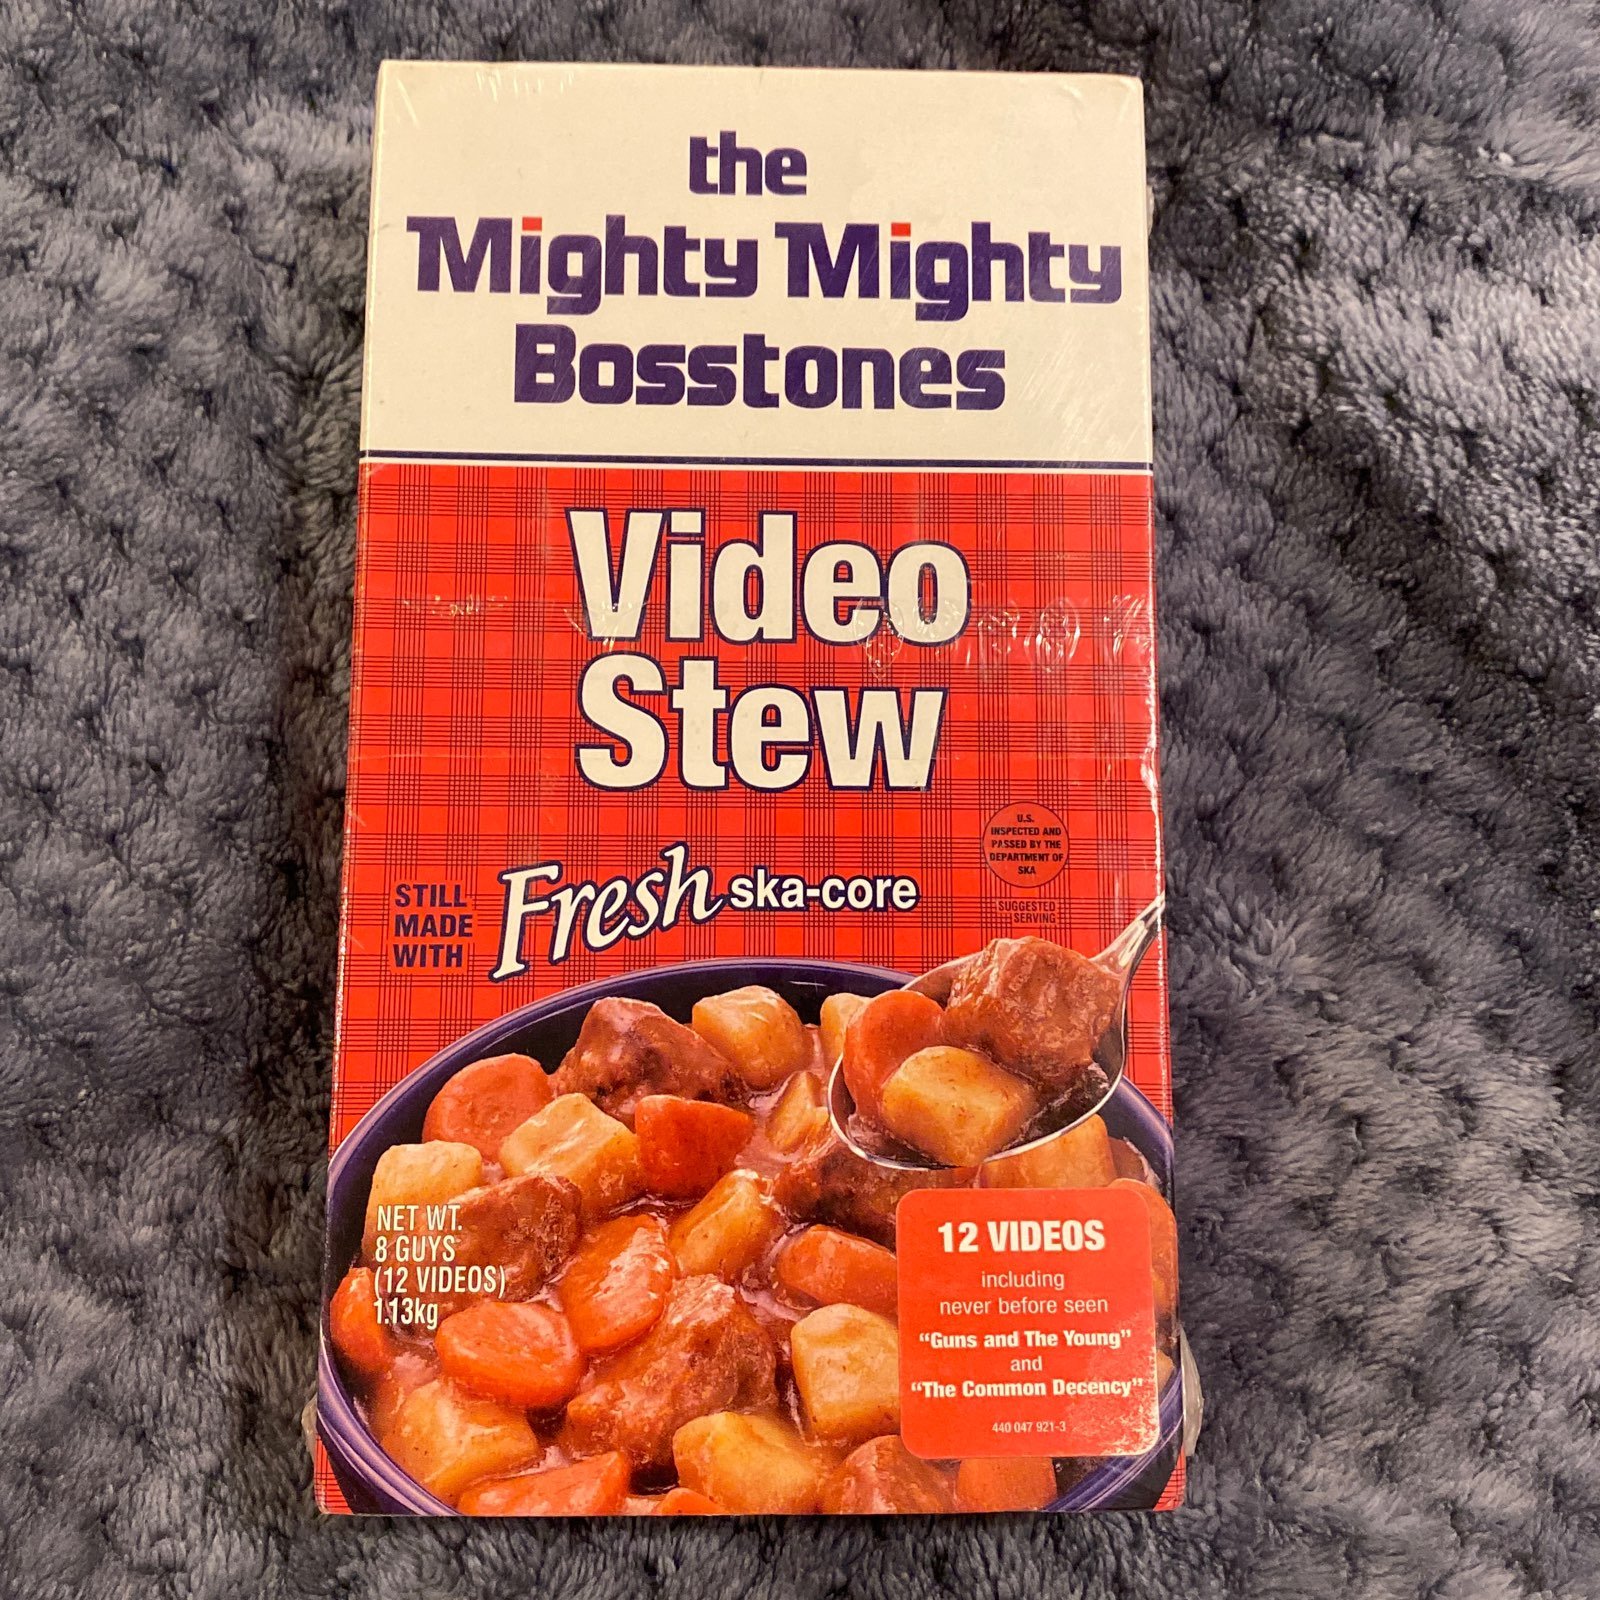 the
Mighty Mighty
Bosstones
Video
Stew
STILL
MADE
WITH
Fresh ska-core
U.S.
INSPECTED AND
PASSED BY THE
DEPARTMENT OF
SKA
SUGGESTED
SERVING
NET WT.
8 GUYS
(12 VIDEOS)
1.13kg
12 VIDEOS
including
never before seen
“Guns and The Young”
and
“The Common Decency”
440 047 921-3